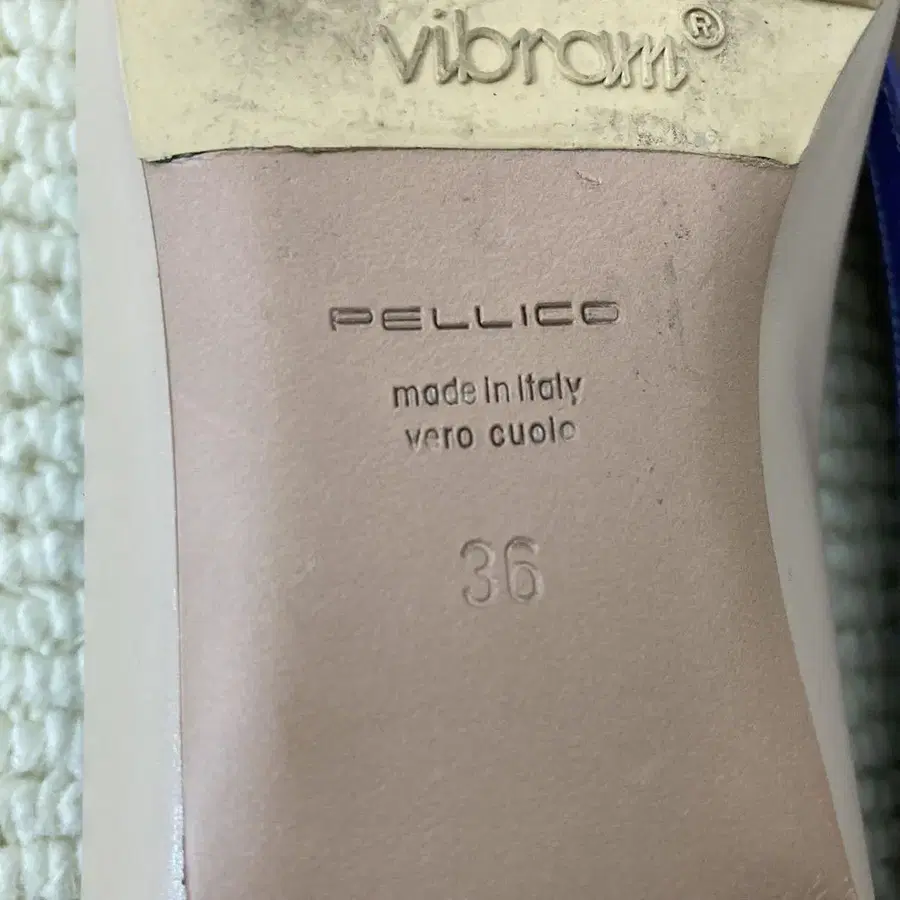 vibram®
PELLICO
made in Italy
vero cuoio
36